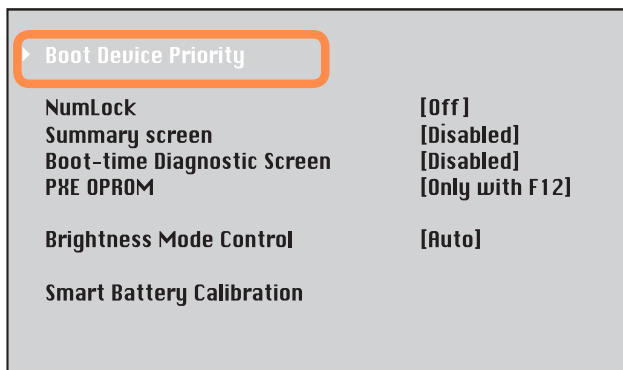 Boot Device Priority
NumLock [Off]
Summary screen [Disabled]
Boot-time Diagnostic Screen [Disabled]
PXE OPROM [Only with F12]
Brightness Mode Control [Auto]
Smart Battery Calibration